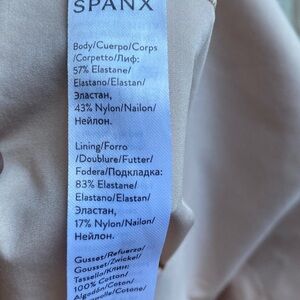 SPANX
Body/Cuerpo/Corps
/Corpetto/Лиф:
57% Elastane/
Elastano/Elastan/
Эластан,
43% Nylon/Nailon/
Нейлон.
Lining/Forro
/Doublure/Futter/
Fodera/Подкладка:
83% Elastane/
Elastano/Elastan/
Эластан,
17% Nylon/Nailon/
Нейлон.
Gusset/Refuerzo/
Gousset/Zwickel/
Tassello/Клин:
100% Cotton/
Algodón/Coton/
/Cotone/